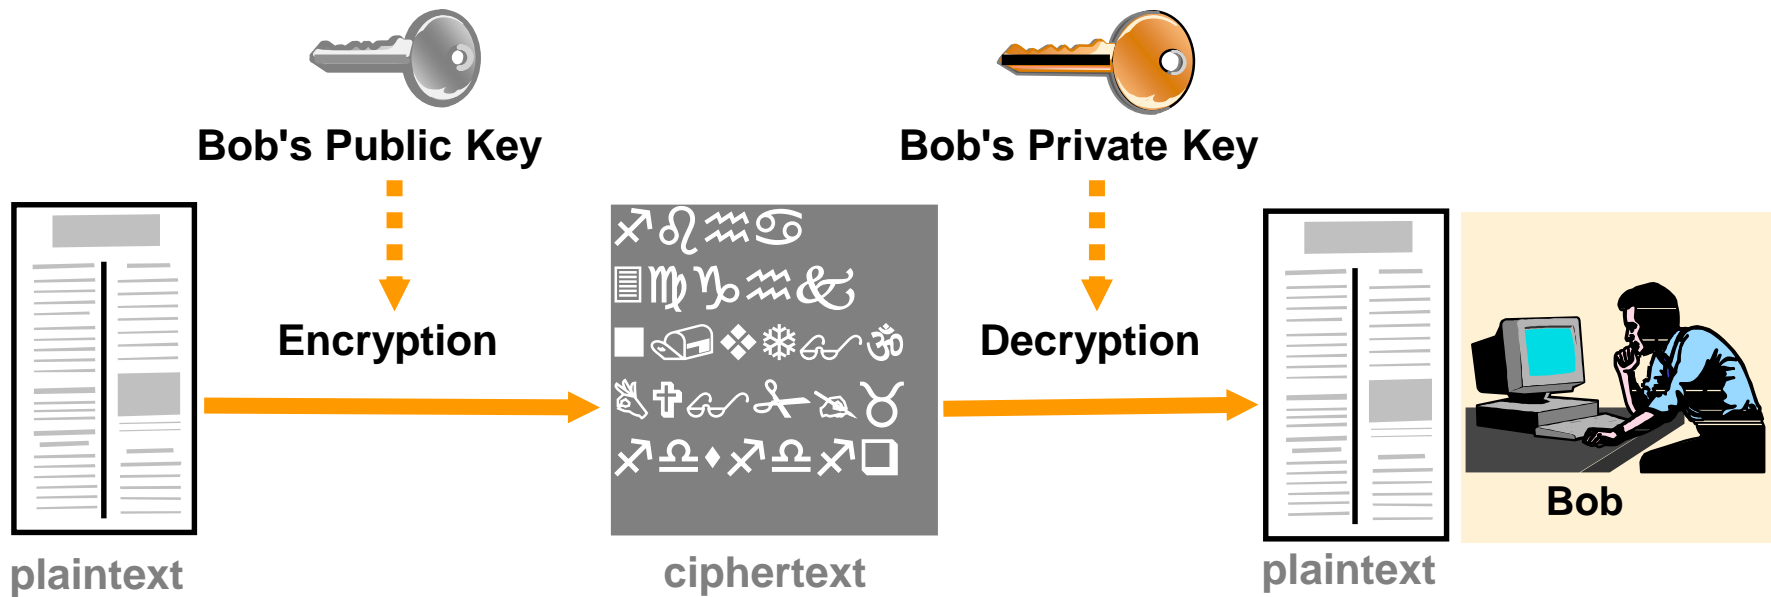 Bob's Public Key
Bob's Private Key
Encryption
♐♌♒♋
🗏♍♑♒🙵
■📫❖❄👓🕉
👌✞👓✁✍♉
♐♎⬧♐♎♐❑
Decryption
Bob
plaintext
ciphertext
plaintext